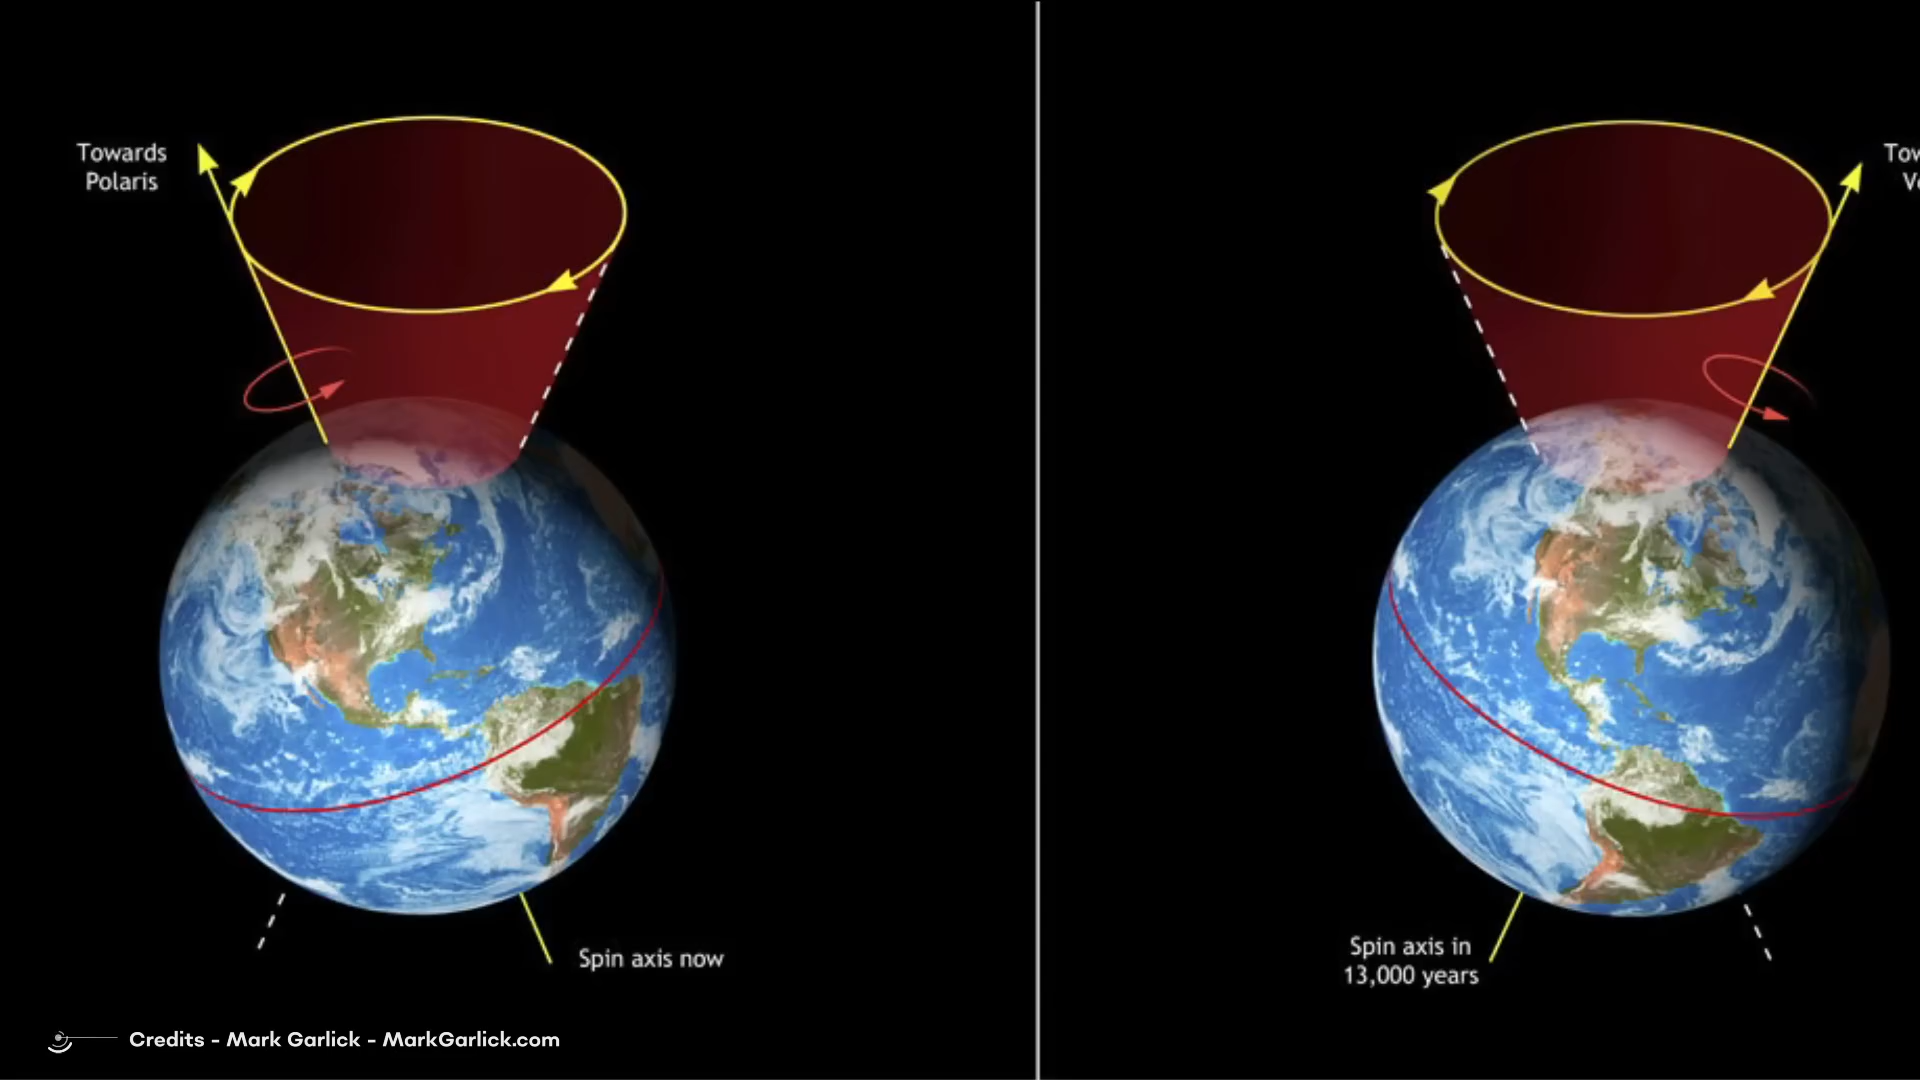 Towards
Polaris
Spin axis now
Spin axis in
13,000 years
Credits - Mark Garlick - MarkGarlick.com